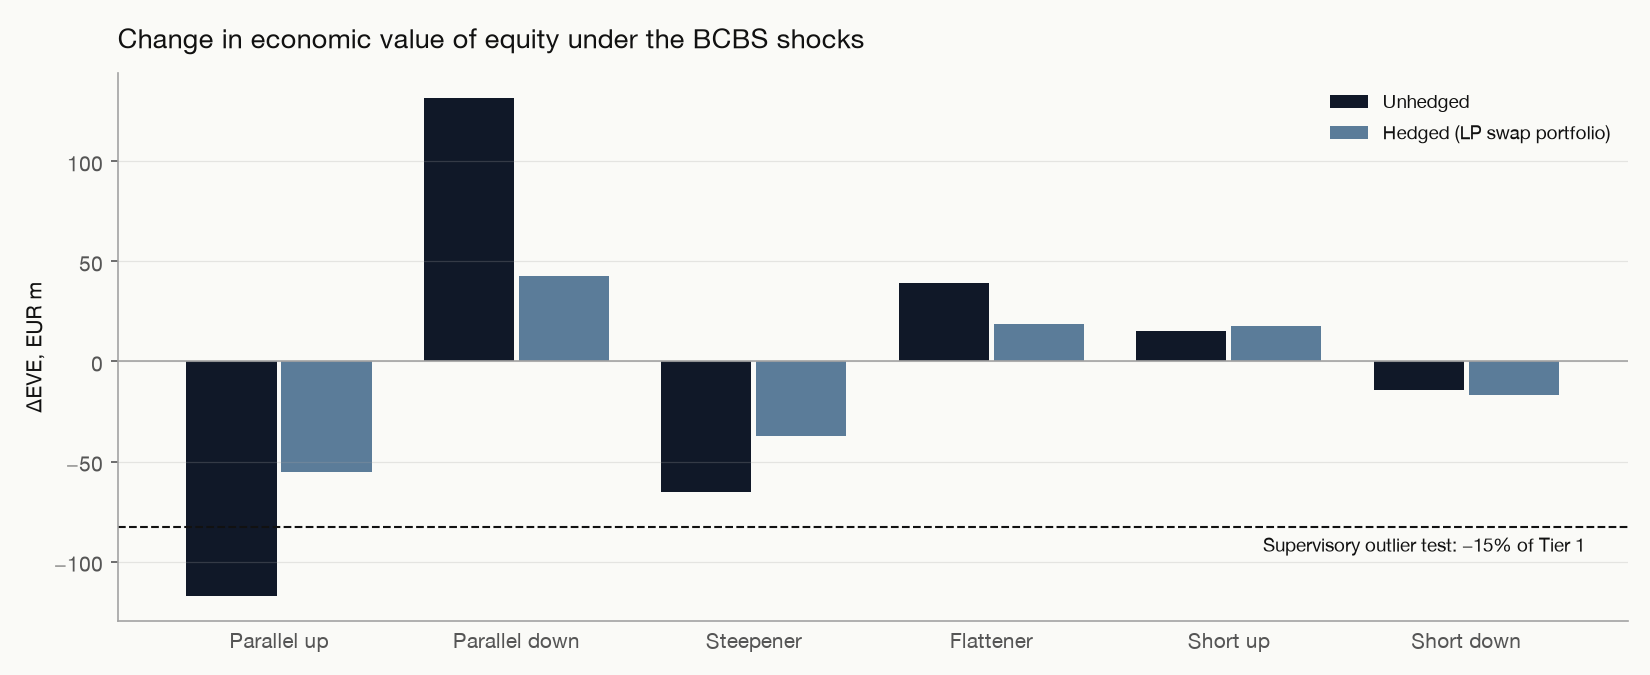 Change in economic value of equity under the BCBS shocks
Unhedged
Hedged (LP swap portfolio)
ΔEVE, EUR m
100
50
0
−50
−100
Supervisory outlier test: −15% of Tier 1
Parallel up
Parallel down
Steepener
Flattener
Short up
Short down